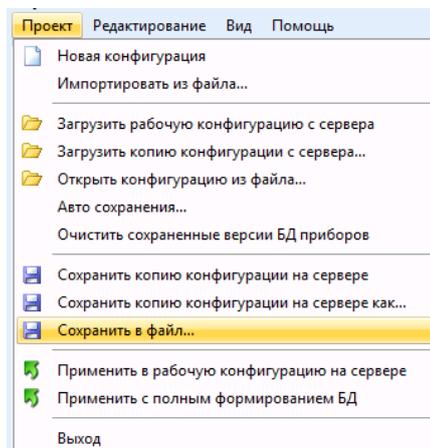 Проект Редактирование Вид Помощь
Новая конфигурация
Импортировать из файла...
Загрузить рабочую конфигурацию с сервера
Загрузить копию конфигурации с сервера...
Открыть конфигурацию из файла...
Авто сохранения...
Очистить сохраненные версии БД приборов
Сохранить копию конфигурации на сервере
Сохранить копию конфигурации на сервере как...
Сохранить в файл...
Применить в рабочую конфигурацию на сервере
Применить с полным формированием БД
Выход